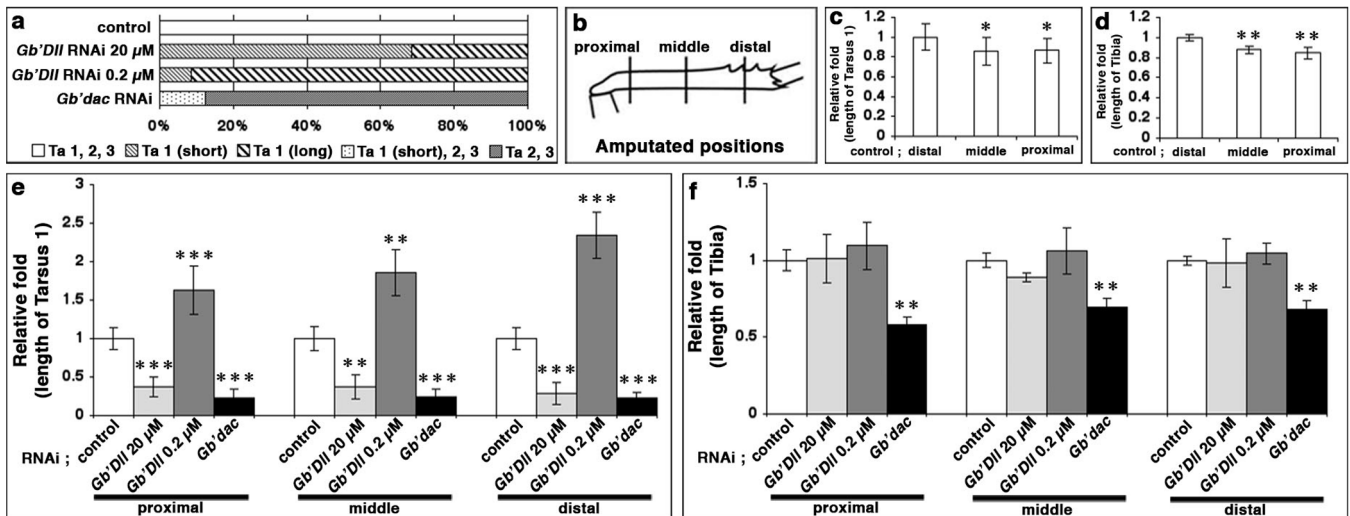 a
control
Gb'Dll RNAi 20 µM
Gb'Dll RNAi 0.2 µM
Gb'dac RNAi
0% 20% 40% 60% 80% 100%
Ta 1, 2, 3 Ta 1 (short) Ta 1 (long) Ta 1 (short), 2, 3 Ta 2, 3
b
proximal middle distal
Amputated positions
c
Relative fold
(length of Tarsus 1)
1.2
1
0.8
0.6
0.4
0.2
0
* *
control ; distal middle proximal
d
Relative fold
(length of Tibia)
1.2
1
0.8
0.6
0.4
0.2
0
** **
control ; distal middle proximal
e
Relative fold
(length of Tarsus 1)
3
2.5
2
1.5
1
0.5
0
*** *** *** ** ** *** *** *** ***
RNAi ; control Gb'Dll 20 µM Gb'Dll 0.2 µM Gb'dac control Gb'Dll 20 µM Gb'Dll 0.2 µM Gb'dac control Gb'Dll 20 µM Gb'Dll 0.2 µM Gb'dac
proximal middle distal
f
Relative fold
(length of Tibia)
1.5
1
0.5
0
** ** **
RNAi ; control Gb'Dll 20 µM Gb'Dll 0.2 µM Gb'dac control Gb'Dll 20 µM Gb'Dll 0.2 µM Gb'dac control Gb'Dll 20 µM Gb'Dll 0.2 µM Gb'dac
proximal middle distal